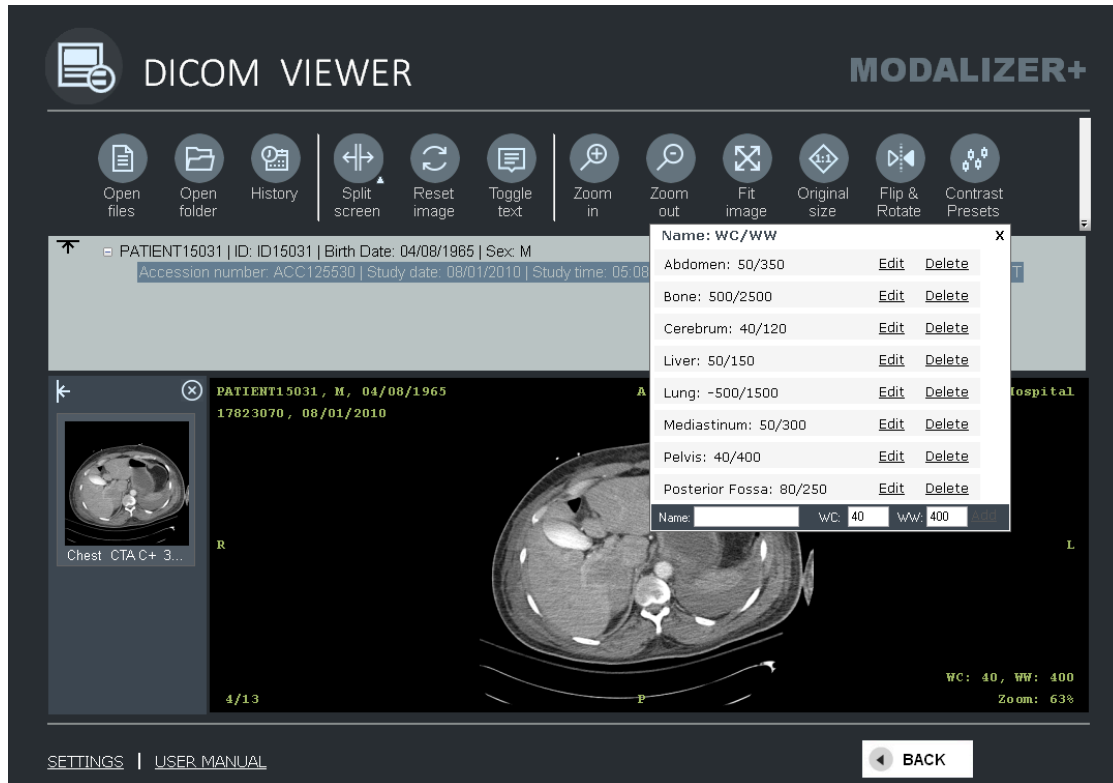 DICOM VIEWER
MODALIZER+
Open files
Open folder
History
Split screen
Reset image
Toggle text
Zoom in
Zoom out
Fit image
1:1
Original size
Flip & Rotate
Contrast Presets
PATIENT15031 | ID: ID15031 | Birth Date: 04/08/1965 | Sex: M
Accession number: ACC125530 | Study date: 08/01/2010 | Study time: 05:08
Name: WC/WW X
Abdomen: 50/350 Edit Delete
Bone: 500/2500 Edit Delete
Cerebrum: 40/120 Edit Delete
Liver: 50/150 Edit Delete
Lung: -500/1500 Edit Delete
Mediastinum: 50/300 Edit Delete
Pelvis: 40/400 Edit Delete
Posterior Fossa: 80/250 Edit Delete
Name: WC: 40 WW: 400 Add
Chest CTA C+ 3...
PATIENT15031, M, 04/08/1965
A
17823070, 08/01/2010
R
L
WC: 40, WW: 400
4/13
P
Zoom: 63%
SETTINGS | USER MANUAL
BACK